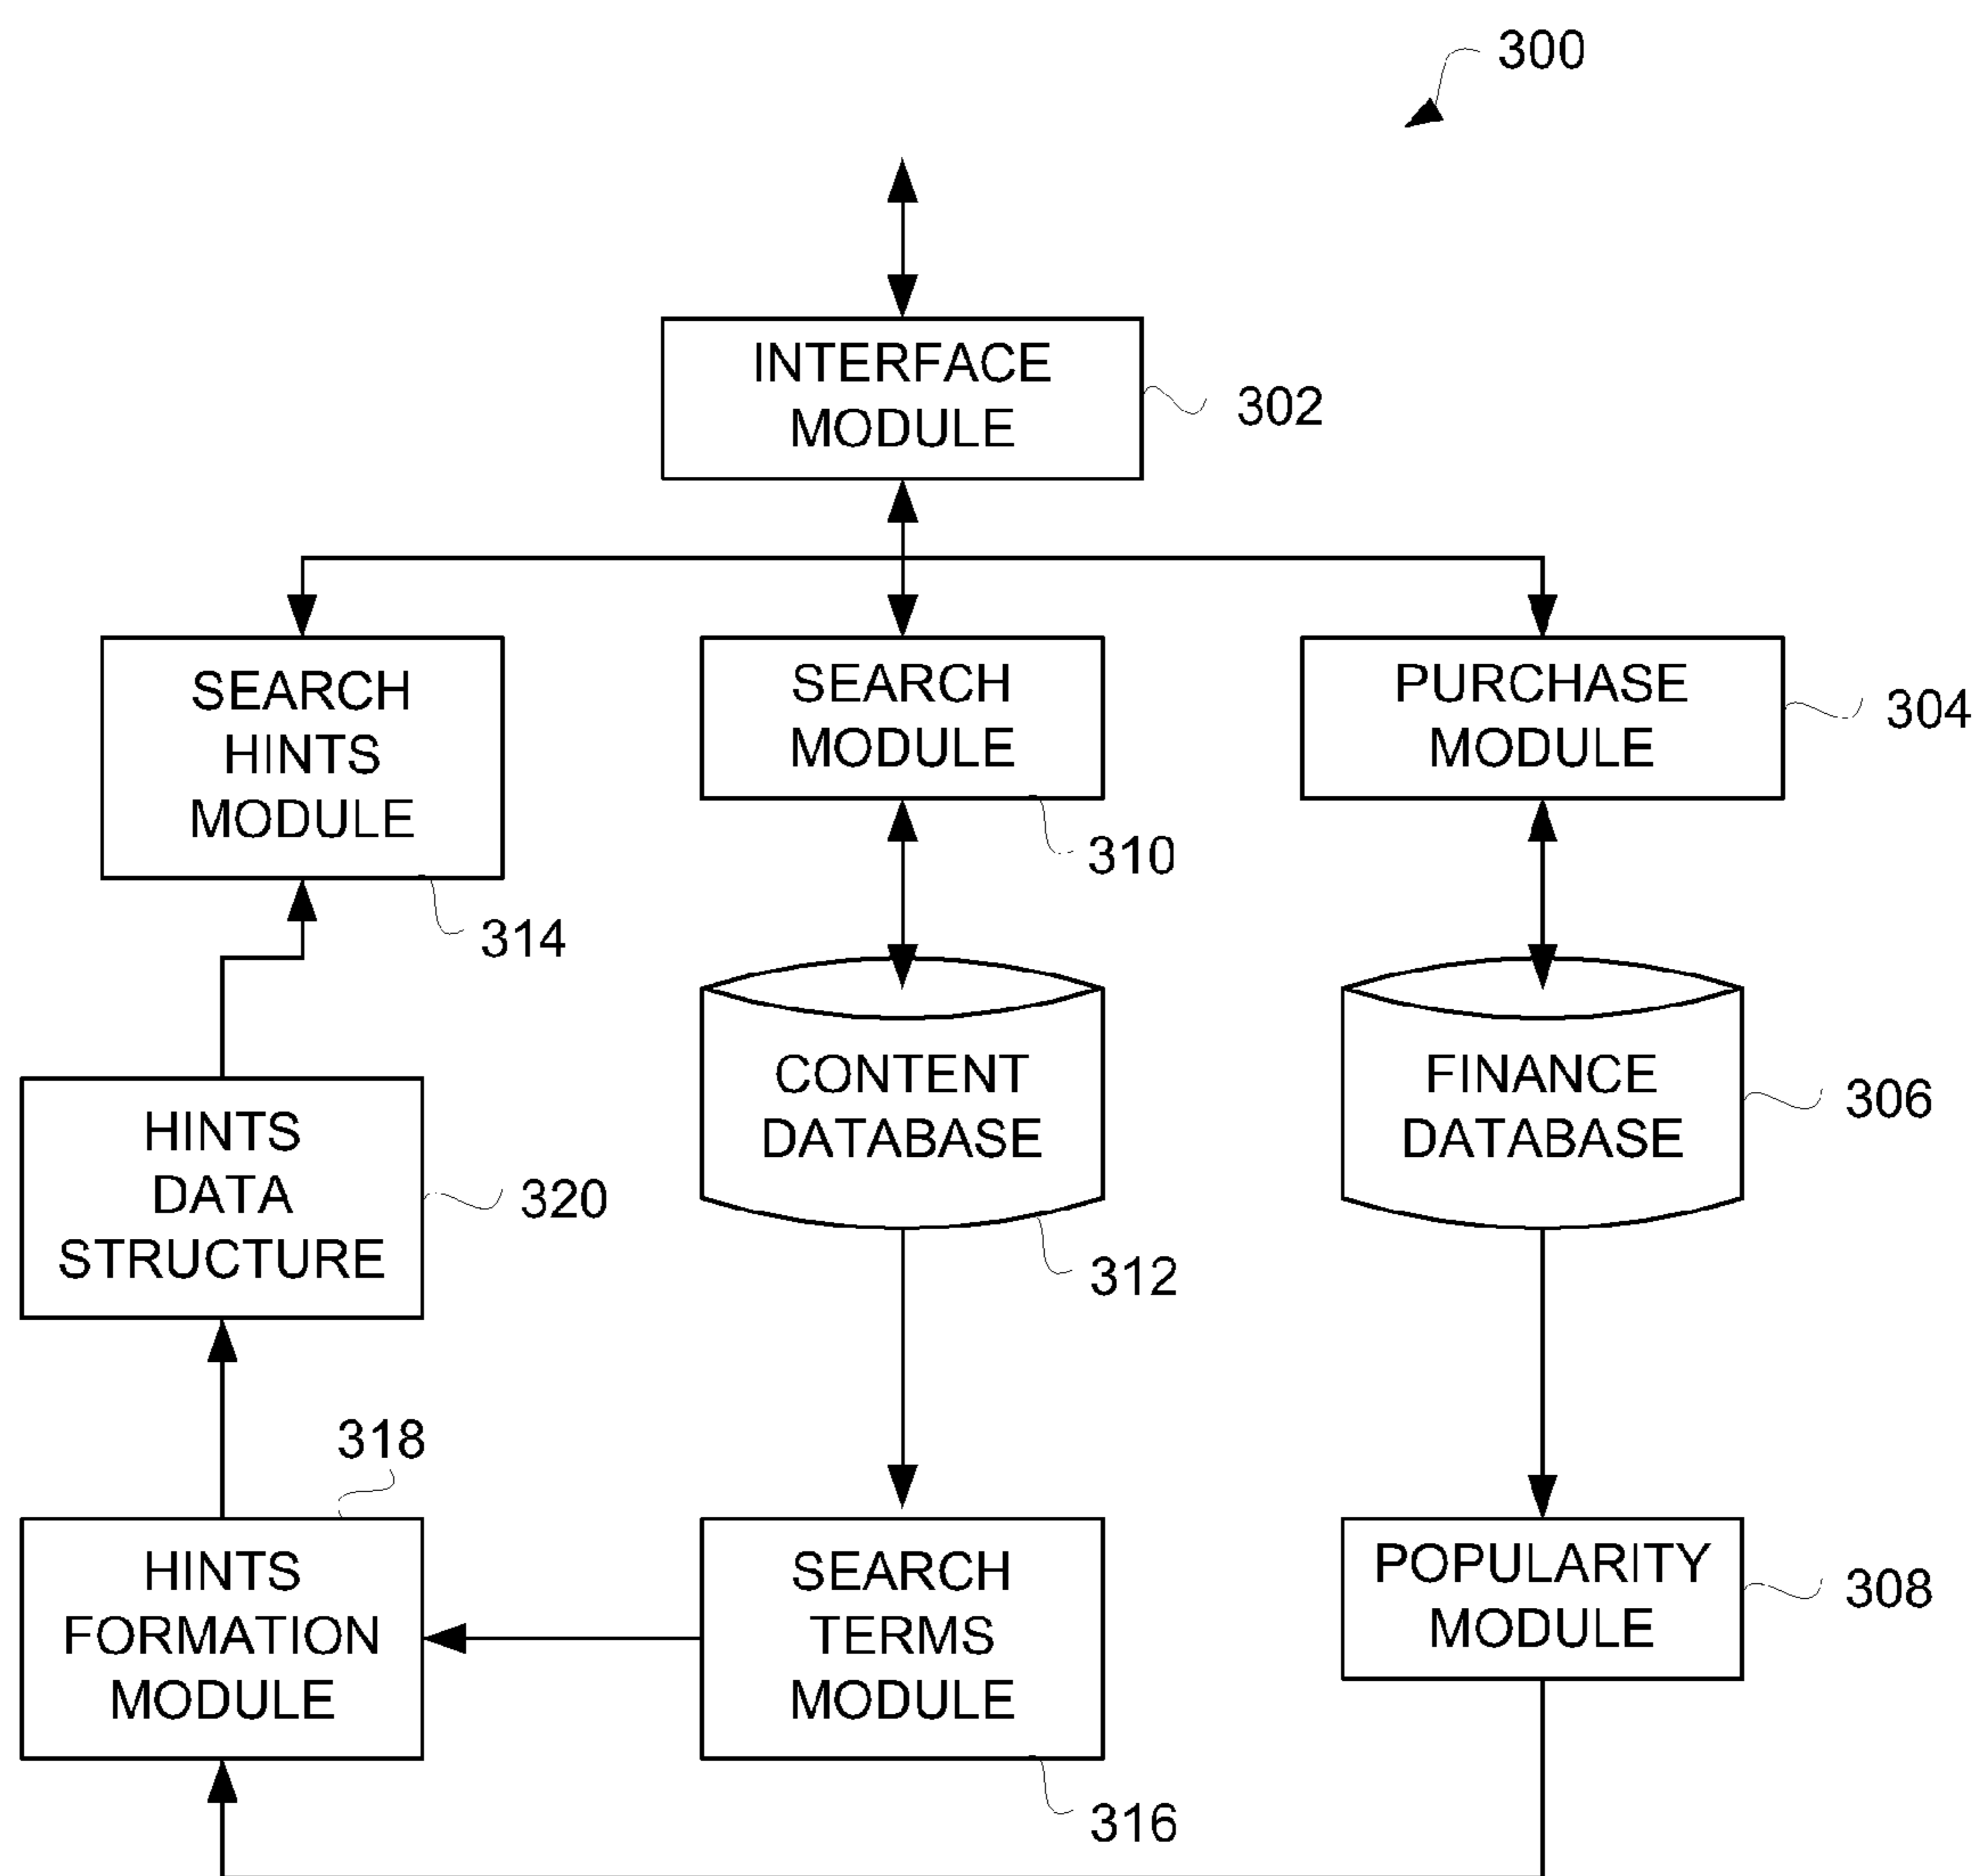 300
INTERFACE
MODULE
302
SEARCH
HINTS
MODULE
314
SEARCH
MODULE
310
PURCHASE
MODULE
304
HINTS
DATA
STRUCTURE
320
CONTENT
DATABASE
312
FINANCE
DATABASE
306
318
HINTS
FORMATION
MODULE
SEARCH
TERMS
MODULE
316
POPULARITY
MODULE
308